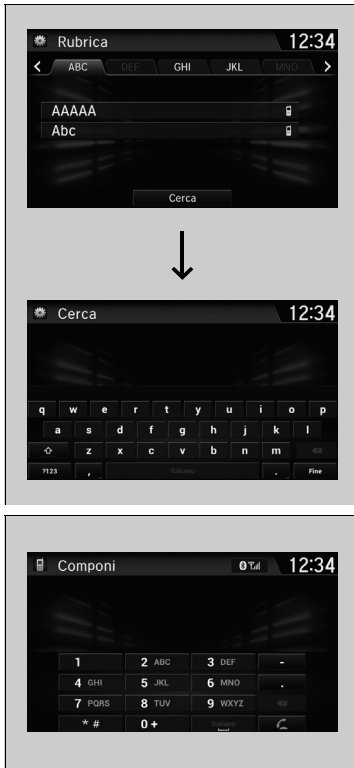 Rubrica 12:34
ABC DEF GHI JKL MNO
AAAAA
Abc
Cerca
Cerca 12:34
q w e r t y u i o p
a s d f g h j k l
z x c v b n m
?123 , Italiano . Fine
Componi 12:34
1 2 ABC 3 DEF -
4 GHI 5 JKL 6 MNO .
7 PQRS 8 TUV 9 WXYZ
* # 0 + Italiano